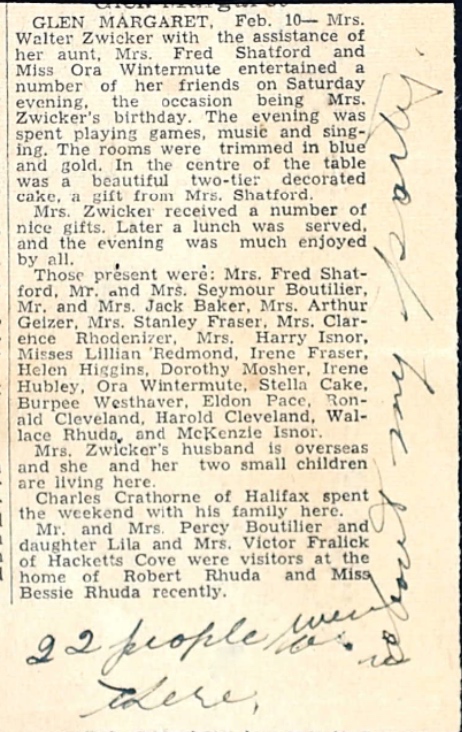 Glen Margaret
GLEN MARGARET, Feb. 10— Mrs.
Walter Zwicker with the assistance of
her aunt, Mrs. Fred Shatford and
Miss Ora Wintermute entertained a
number of her friends on Saturday
evening, the occasion being Mrs.
Zwicker's birthday. The evening was
spent playing games, music and sing-
ing. The rooms were trimmed in blue
and gold. In the centre of the table
was a beautiful two-tier decorated
cake, a gift from Mrs. Shatford.
Mrs. Zwicker received a number of
nice gifts. Later a lunch was served,
and the evening was much enjoyed
by all.
Those present were: Mrs. Fred Shat-
ford, Mr. and Mrs. Seymour Boutilier,
Mr. and Mrs. Jack Baker, Mrs. Arthur
Geizer, Mrs. Stanley Fraser, Mrs. Clar-
ence Rhodenizer, Mrs. Harry Isnor,
Misses Lillian Redmond, Irene Fraser,
Helen Higgins, Dorothy Mosher, Irene
Hubley, Ora Wintermute, Stella Cake,
Burpee Westhaver, Eldon Pace, Ron-
ald Cleveland, Harold Cleveland, Wal-
lace Rhuda, and McKenzie Isnor.
Mrs. Zwicker's husband is overseas
and she and her two small children
are living here.
Charles Crathorne of Halifax spent
the weekend with his family here.
Mr. and Mrs. Percy Boutilier and
daughter Lila and Mrs. Victor Fralick
of Hacketts Cove were visitors at the
home of Robert Rhuda and Miss
Bessie Rhuda recently.
22 people were
there.
about my party.